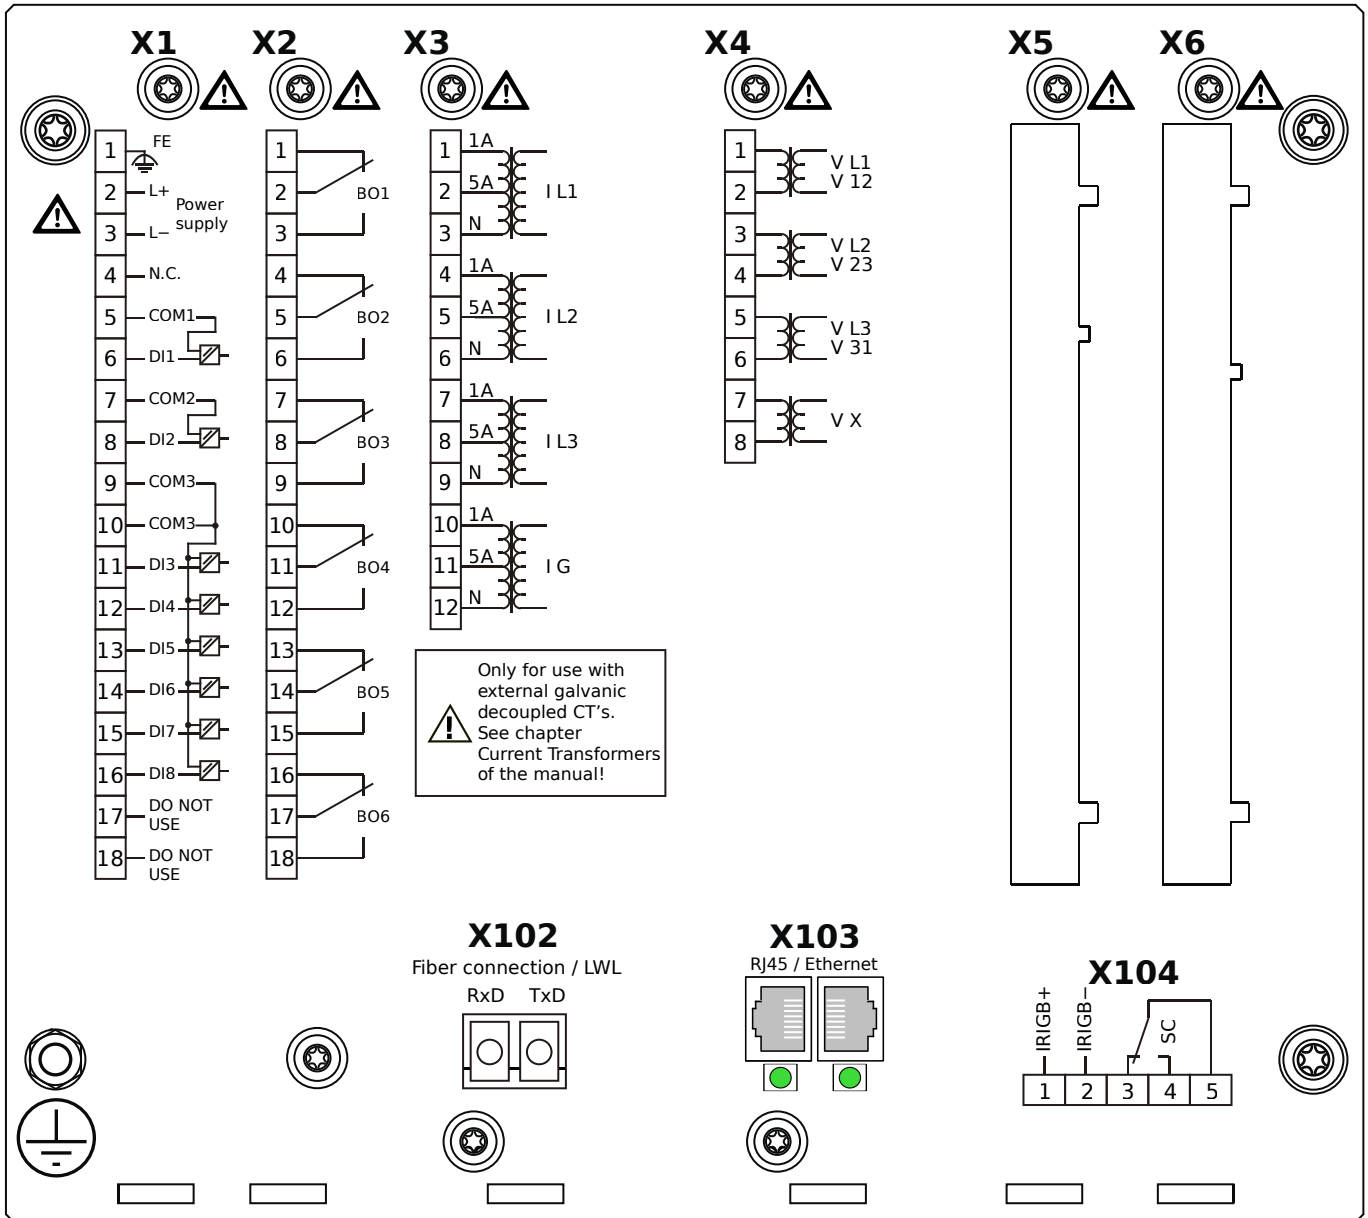 X1 X2 X3 X4 X5 X6
1 FE
2 L+
3 L−
Power
supply
4 N.C.
5 COM1
6 DI1
7 COM2
8 DI2
9 COM3
10 COM3
11 DI3
12 DI4
13 DI5
14 DI6
15 DI7
16 DI8
17 DO NOT
USE
18 DO NOT
USE
1
2 BO1
3
4
5 BO2
6
7
8 BO3
9
10
11 BO4
12
13
14 BO5
15
16
17 BO6
18
1 1A
2 5A I L1
3 N
4 1A
5 5A I L2
6 N
7 1A
8 5A I L3
9 N
10 1A
11 5A I G
12 N
Only for use with
external galvanic
decoupled CT's.
See chapter
Current Transformers
of the manual!
1 V L1
2 V 12
3 V L2
4 V 23
5 V L3
6 V 31
7 V X
8
X102
Fiber connection / LWL
RxD TxD
X103
RJ45 / Ethernet
X104
IRIGB+ IRIGB− SC
1 2 3 4 5